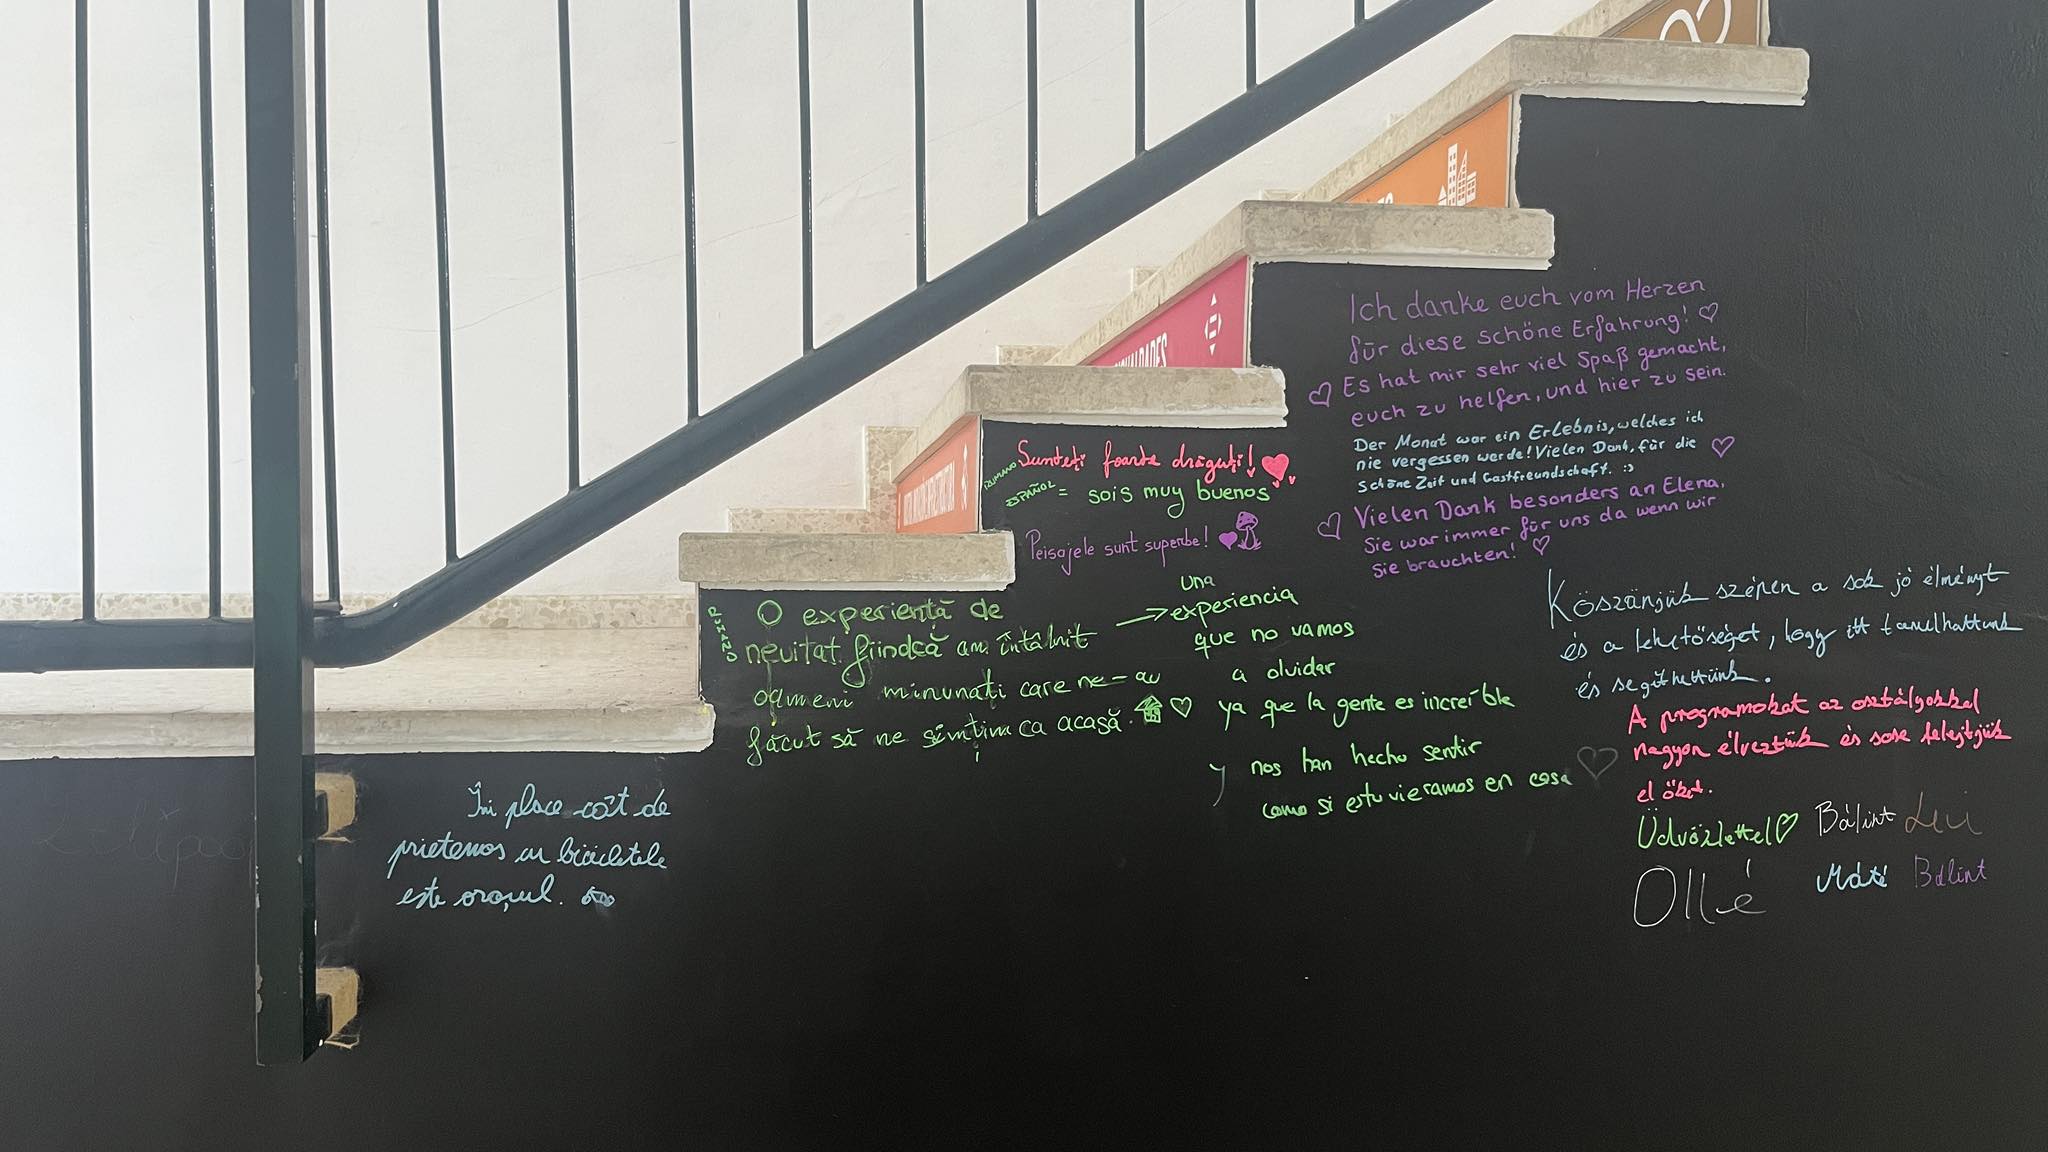 Ich danke euch vom Herzen
für diese schöne Erfahrung!
Es hat mir sehr viel Spaß gemacht,
euch zu helfen, und hier zu sein.
Der Monat war ein Erlebnis, welches ich
nie vergessen werde! Vielen Dank, für die
schöne Zeit und Gastfreundschaft. :)
Vielen Dank besonders an Elena,
Sie war immer für uns da wenn wir
sie brauchten!
RUMANO
Sunteți foarte drăguți!
ESPAÑOL = sois muy buenos
Peisajele sunt superbe!
RUMANO
O experiență de
neuitat fiindcă am întâlnit
oameni minunați care ne-au
făcut să ne simțim ca acasă.
una
experiencia
que no vamos
a olvidar
ya que la gente es increíble
y nos han hecho sentir
como si estuvieramos en casa
Îmi place cât de
prietenos cu bicicletele
este orașul.
Köszönjük szépen a sok jó élményt
és a lehetőséget, hogy itt tanulhattunk
és segíthettünk.
A programokat az osztályokkal
nagyon élveztük és sose felejtjük
el őket.
Üdvözlettel
Bálint
Máté Bálint
Ollé